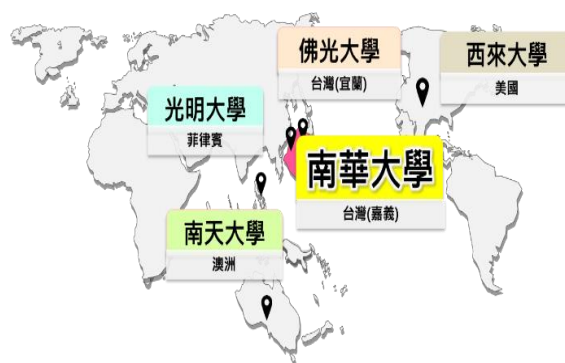 佛光大學
台灣(宜蘭)
西來大學
美國
光明大學
菲律賓
南華大學
台灣(嘉義)
南天大學
澳洲